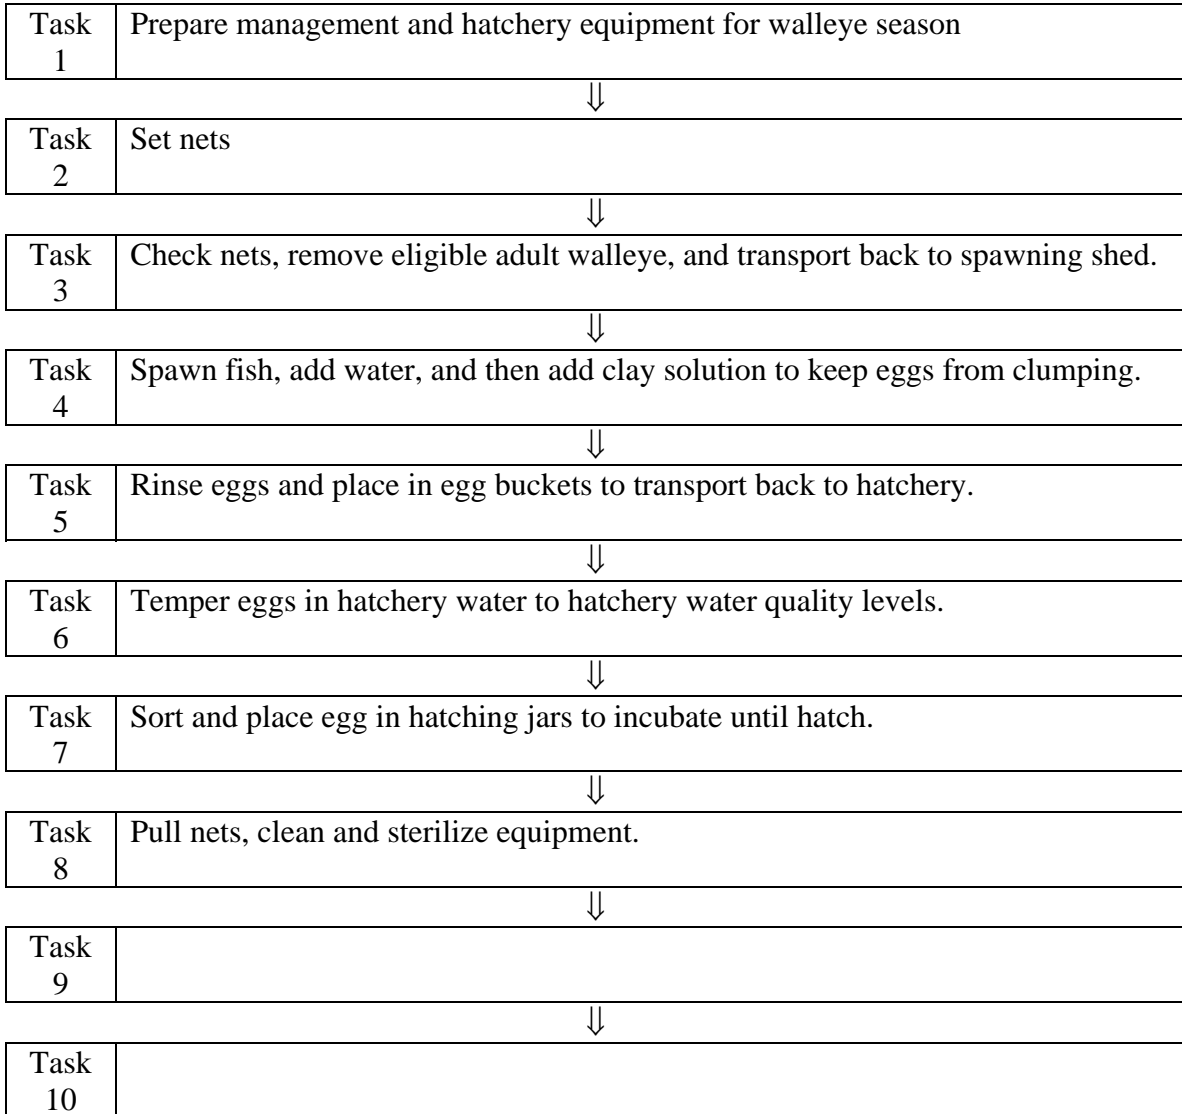 Task Prepare management and hatchery equipment for walleye season
1
⇓
Task Set nets
2
⇓
Task Check nets, remove eligible adult walleye, and transport back to spawning shed.
3
⇓
Task Spawn fish, add water, and then add clay solution to keep eggs from clumping.
4
⇓
Task Rinse eggs and place in egg buckets to transport back to hatchery.
5
⇓
Task Temper eggs in hatchery water to hatchery water quality levels.
6
⇓
Task Sort and place egg in hatching jars to incubate until hatch.
7
⇓
Task Pull nets, clean and sterilize equipment.
8
⇓
Task
9
⇓
Task
10